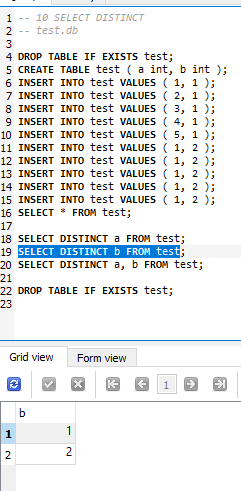 1 -- 10 SELECT DISTINCT
2 -- test.db
3
4 DROP TABLE IF EXISTS test;
5 CREATE TABLE test ( a int, b int );
6 INSERT INTO test VALUES ( 1, 1 );
7 INSERT INTO test VALUES ( 2, 1 );
8 INSERT INTO test VALUES ( 3, 1 );
9 INSERT INTO test VALUES ( 4, 1 );
10 INSERT INTO test VALUES ( 5, 1 );
11 INSERT INTO test VALUES ( 1, 2 );
12 INSERT INTO test VALUES ( 1, 2 );
13 INSERT INTO test VALUES ( 1, 2 );
14 INSERT INTO test VALUES ( 1, 2 );
15 INSERT INTO test VALUES ( 1, 2 );
16 SELECT * FROM test;
17
18 SELECT DISTINCT a FROM test;
19 SELECT DISTINCT b FROM test;
20 SELECT DISTINCT a, b FROM test;
21
22 DROP TABLE IF EXISTS test;
23
Grid view Form view
1
b
1 1
2 2